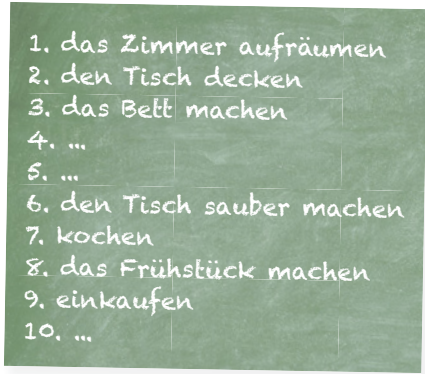 1. das Zimmer aufräumen
2. den Tisch decken
3. das Bett machen
4. ...
5. ...
6. den Tisch sauber machen
7. kochen
8. das Frühstück machen
9. einkaufen
10. ...